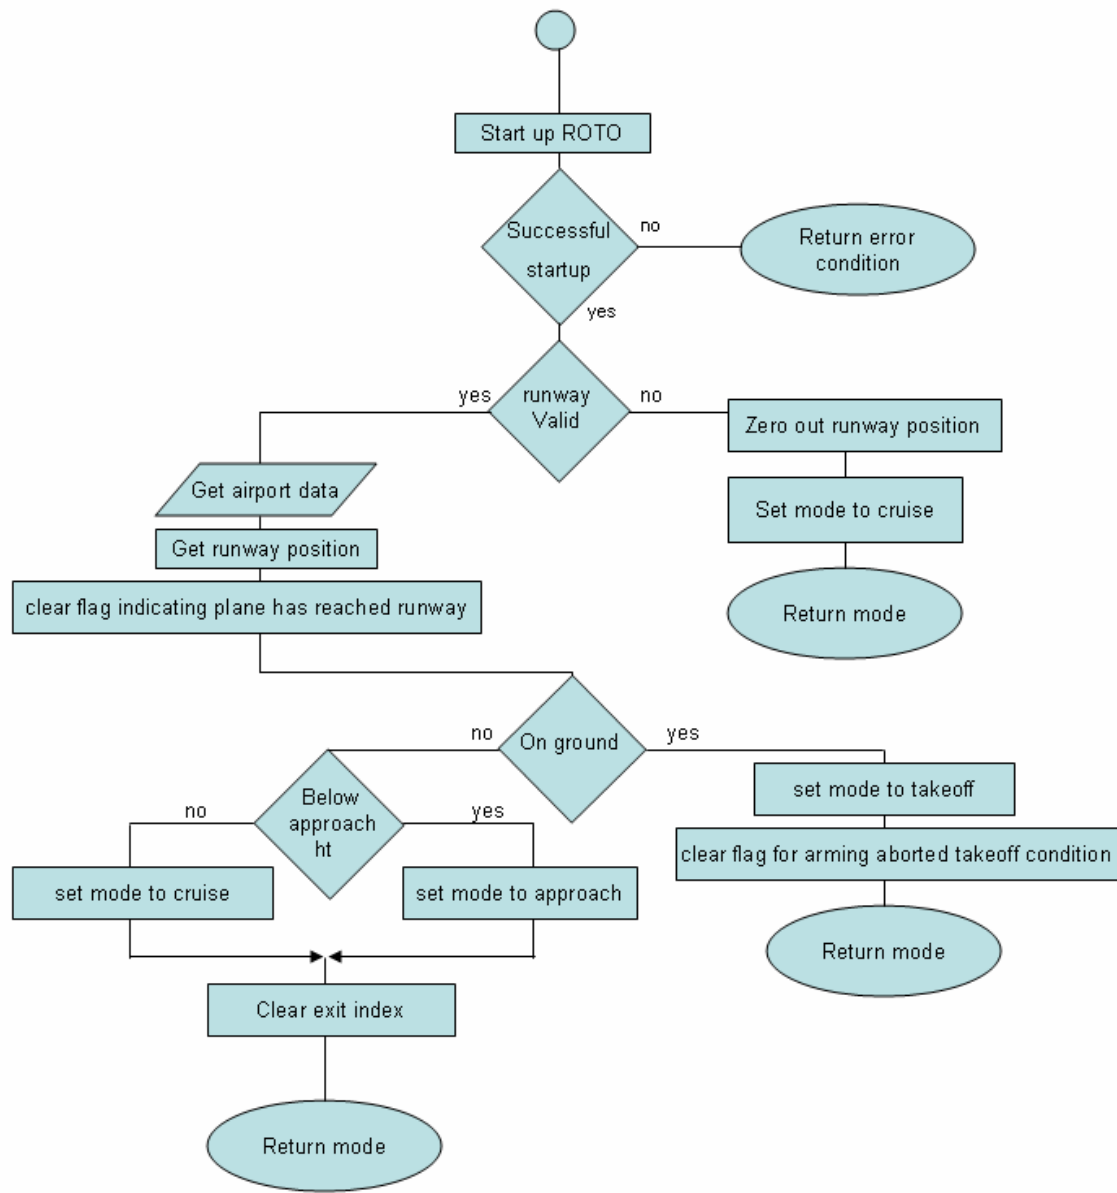 Start up ROTO
Successful
startup
no
Return error
condition
yes
runway
Valid
yes
no
Zero out runway position
Set mode to cruise
Return mode
Get airport data
Get runway position
clear flag indicating plane has reached runway
On ground
no
yes
set mode to takeoff
clear flag for arming aborted takeoff condition
Return mode
Below
approach
ht
no
yes
set mode to cruise
set mode to approach
Clear exit index
Return mode